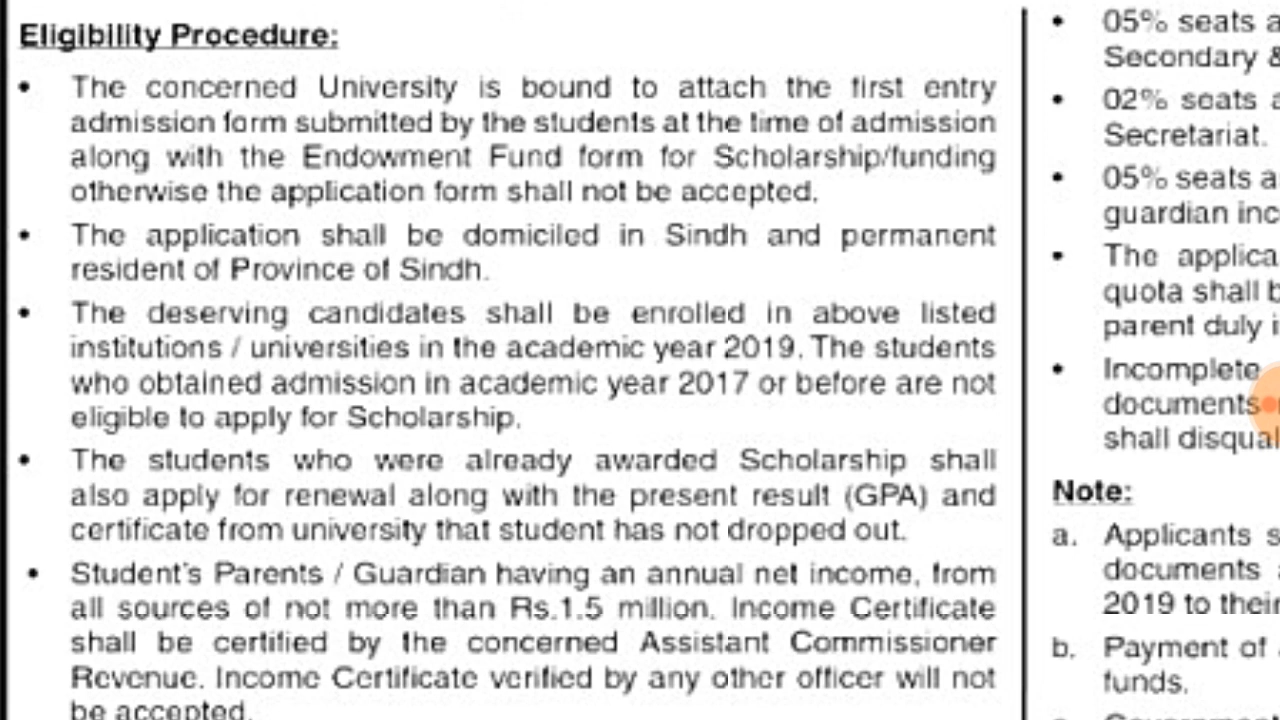 Eligibility Procedure:
• The concerned University is bound to attach the first entry
admission form submitted by the students at the time of admission
along with the Endowment Fund form for Scholarship/funding
otherwise the application form shall not be accepted.
• The application shall be domiciled in Sindh and permanent
resident of Province of Sindh.
• The deserving candidates shall be enrolled in above listed
institutions / universities in the academic year 2019. The students
who obtained admission in academic year 2017 or before are not
eligible to apply for Scholarship.
• The students who were already awarded Scholarship shall
also apply for renewal along with the present result (GPA) and
certificate from university that student has not dropped out.
• Student's Parents / Guardian having an annual net income, from
all sources of not more than Rs.1.5 million. Income Certificate
shall be certified by the concerned Assistant Commissioner
Revenue. Income Certificate verified by any other officer will not
be accepted.
• 05% seats a
Secondary &
• 02% seats a
Secretariat.
• 05% seats a
guardian inc
• The applica
quota shall b
parent duly i
• Incomplete
documents
shall disqual
Note:
a. Applicants s
documents a
2019 to their
b. Payment of a
funds.
c. Government